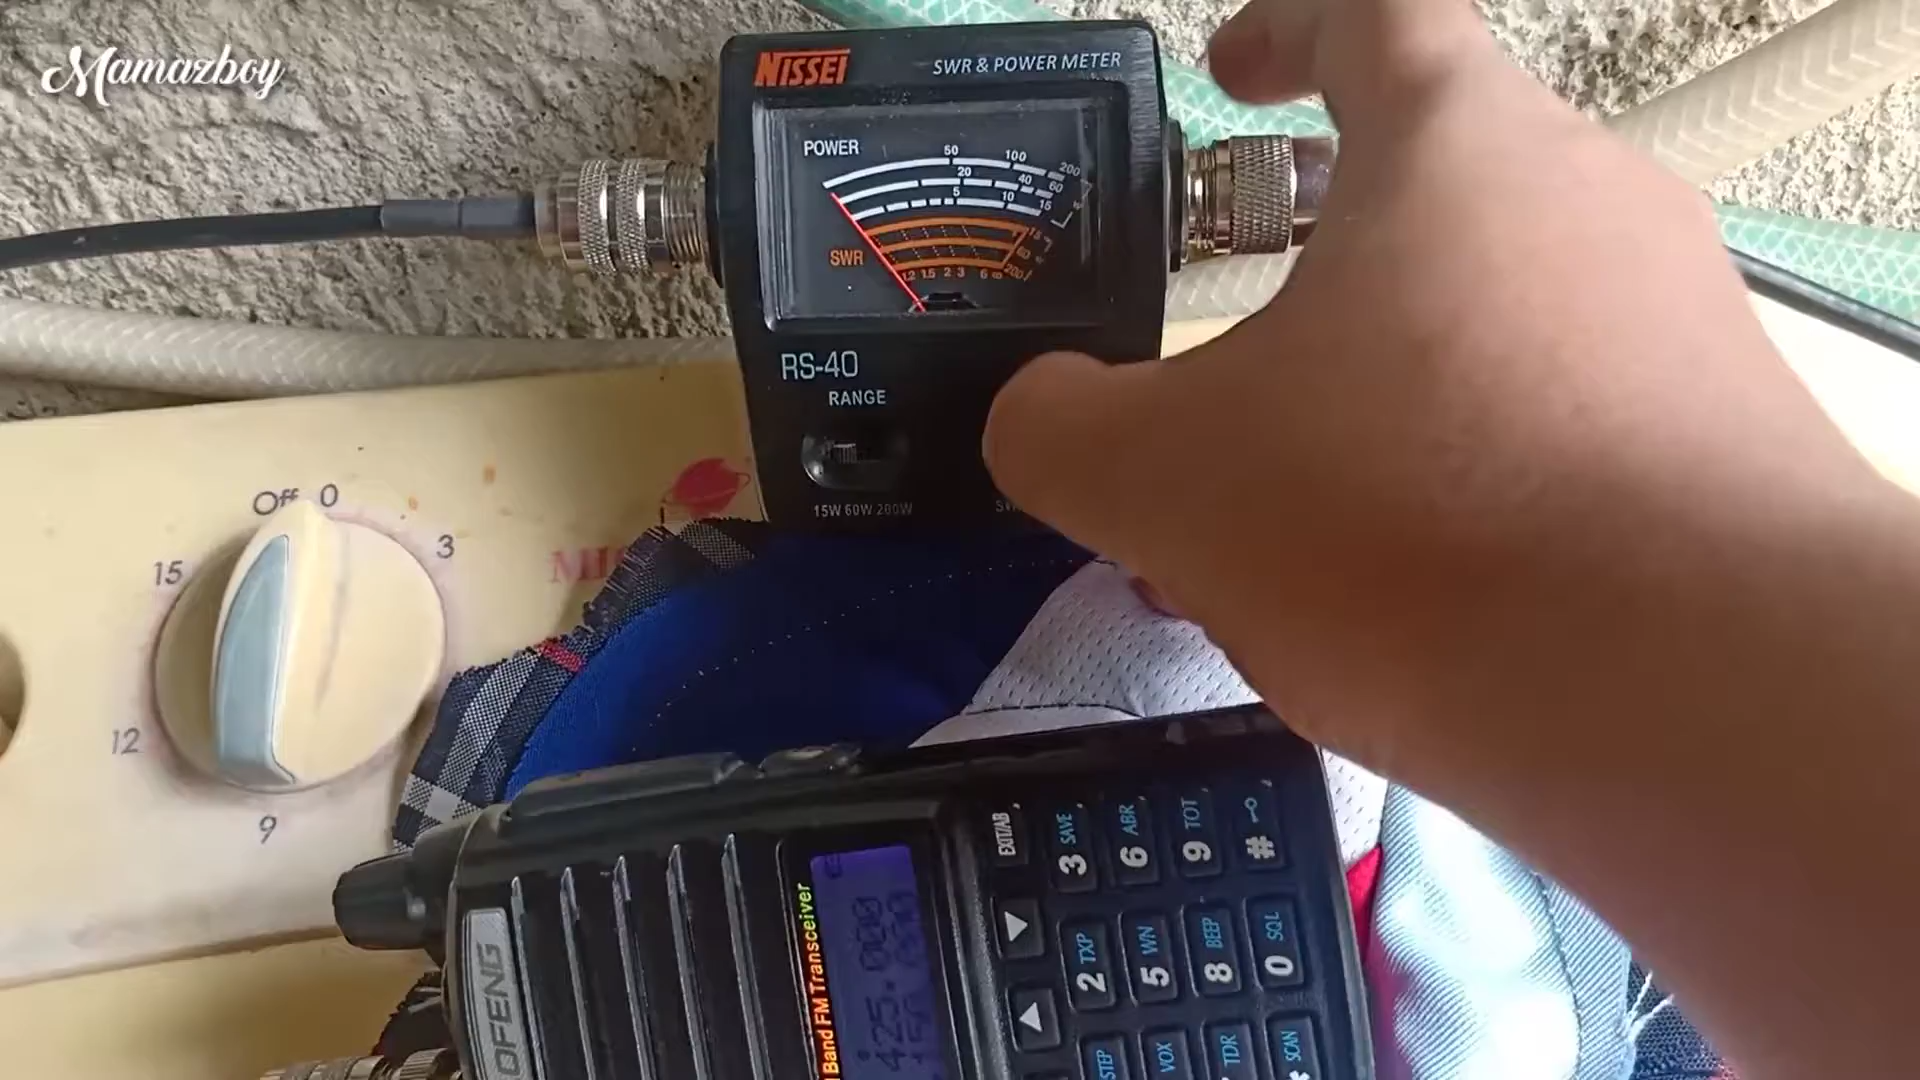 Mamazboy
NISSEI
SWR & POWER METER
POWER
50 100 200
20 40 60
5 10 15
SWR
1.2 1.5 2 3 6 ∞
15
60
200
RS-40
RANGE
15W 60W 200W
Off 0
3
15
12
9
Band FM Transceiver
425.000
EXIT/AB
3 SAVE
6 ABR
9 TOT
#
2 TXP
5 WN
8 BEEP
0 SQL
STEP
VOX
TDR
SCAN